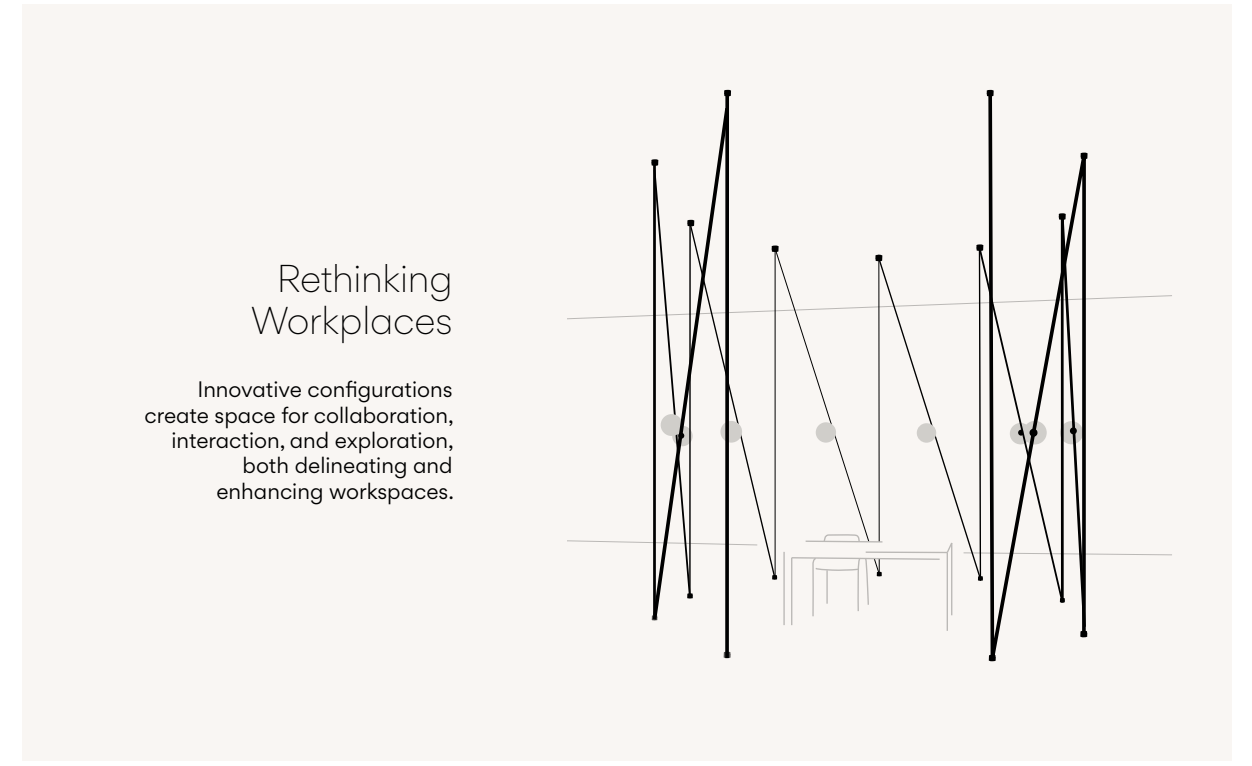 Rethinking
Workplaces
Innovative configurations
create space for collaboration,
interaction, and exploration,
both delineating and
enhancing workspaces.